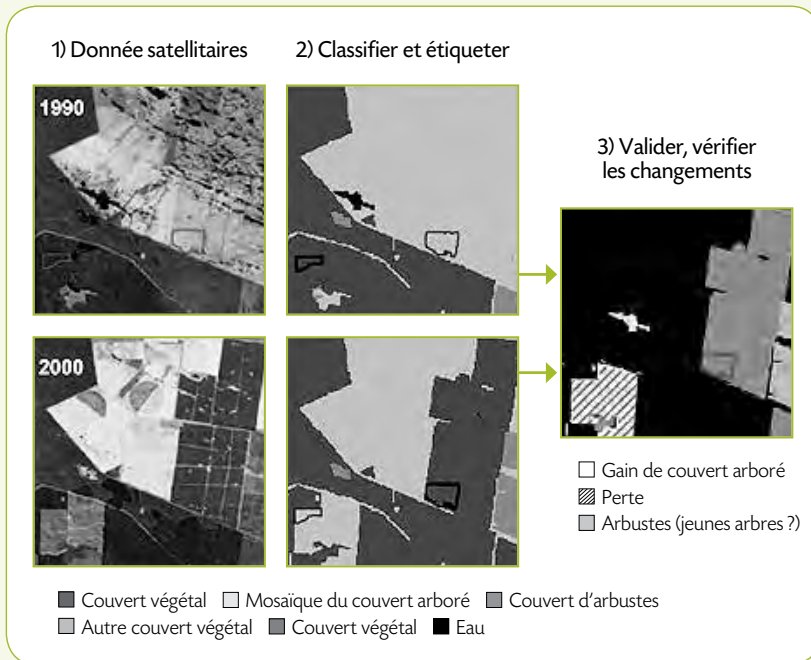 1) Donnée satellitaires
2) Classifier et étiqueter
3) Valider, vérifier
les changements
1990
2000
Gain de couvert arboré
Perte
Arbustes (jeunes arbres ?)
Couvert végétal Mosaïque du couvert arboré Couvert d'arbustes
Autre couvert végétal Couvert végétal Eau